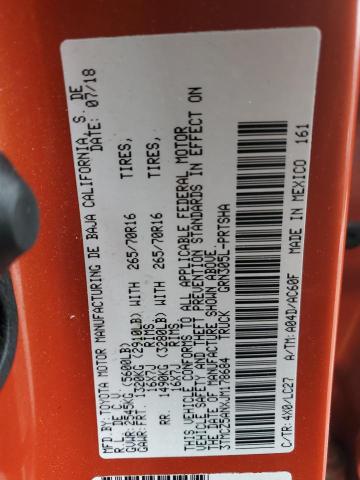 MFD BY: TOYOTA MOTOR MANUFACTURING DE BAJA CALIFORNIA, S. DE
R.L. DE C.V. DATE: 07/18
GVWR: 2545KG (5600LB)
GAWR: FRT. 1320KG (2910LB) WITH 265/70R16 TIRES,
16X7J RIMS
RR. 1490KG (3280LB) WITH 265/70R16 TIRES,
16X7J RIMS
THIS VEHICLE CONFORMS TO ALL APPLICABLE FEDERAL MOTOR
VEHICLE SAFETY AND THEFT PREVENTION STANDARDS IN EFFECT ON
THE DATE OF MANUFACTURE SHOWN ABOVE.
3TMCZ5ANXJM178684 TRUCK GRN305L-PRTSHA
C/TR: 4X0/LC27 A/TM: A04D/AC60F MADE IN MEXICO 161